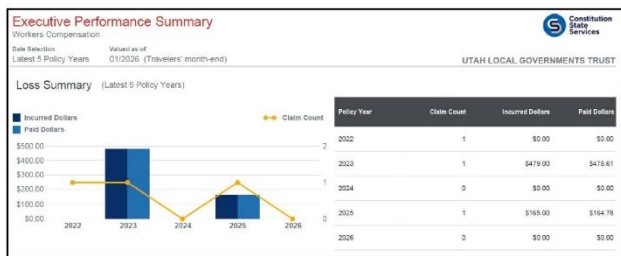 Executive Performance Summary
Workers Compensation
Constitution
State
Services
Date Selection
Valued as of
Latest 5 Policy Years
01/2026 (Travelers' month-end)
UTAH LOCAL GOVERNMENTS TRUST
Loss Summary (Latest 5 Policy Years)
Incurred Dollars
Paid Dollars
Claim Count
$500.00
$400.00
$300.00
$200.00
$100.00
$0.00
2
1
0
2022 2023 2024 2025 2026
Policy Year Claim Count Incurred Dollars Paid Dollars
2022 1 $0.00 $0.00
2023 1 $479.00 $478.61
2024 0 $0.00 $0.00
2025 1 $165.00 $164.78
2026 0 $0.00 $0.00